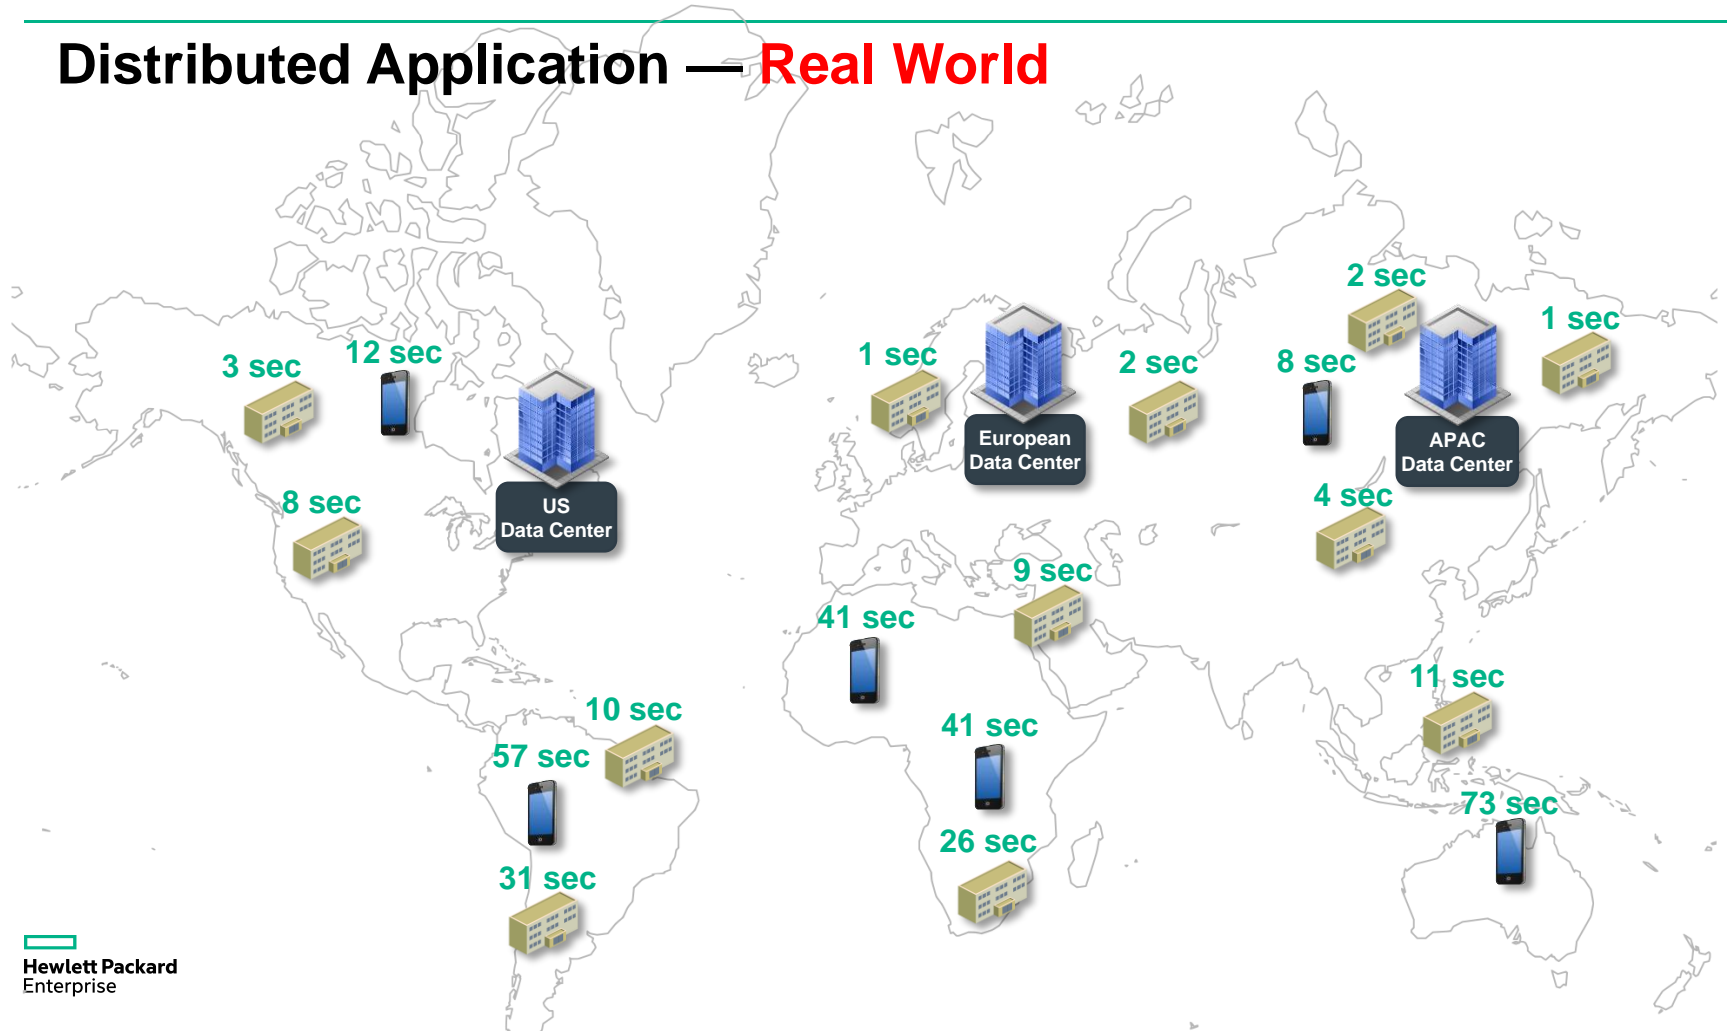 Distributed Application — Real World
2 sec
1 sec
3 sec
12 sec
1 sec
2 sec
8 sec
European
Data Center
APAC
Data Center
8 sec
US
Data Center
4 sec
9 sec
41 sec
11 sec
10 sec
41 sec
57 sec
73 sec
26 sec
31 sec
Hewlett Packard
Enterprise